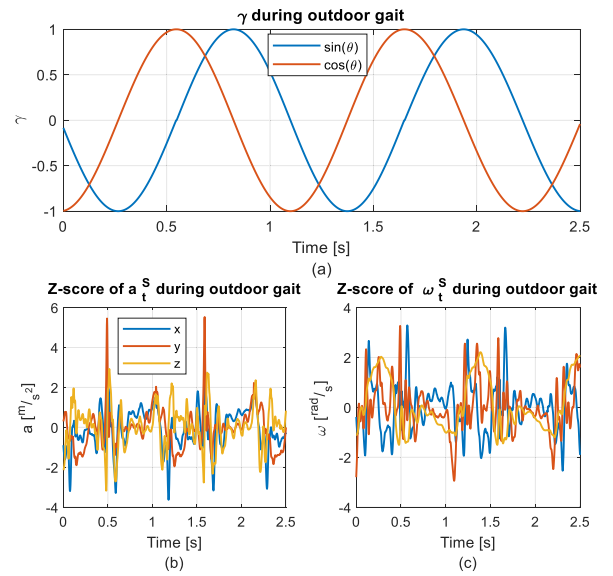 γ during outdoor gait
1
0.5
0
-0.5
-1
γ
sin(θ)
cos(θ)
0 0.5 1 1.5 2 2.5
Time [s]
(a)
Z-score of a S t during outdoor gait
6
4
2
0
-2
-4
a [m/s2]
x
y
z
0 0.5 1 1.5 2 2.5
Time [s]
(b)
Z-score of ω S t during outdoor gait
4
2
0
-2
-4
ω [rad/s]
0 0.5 1 1.5 2 2.5
Time [s]
(c)